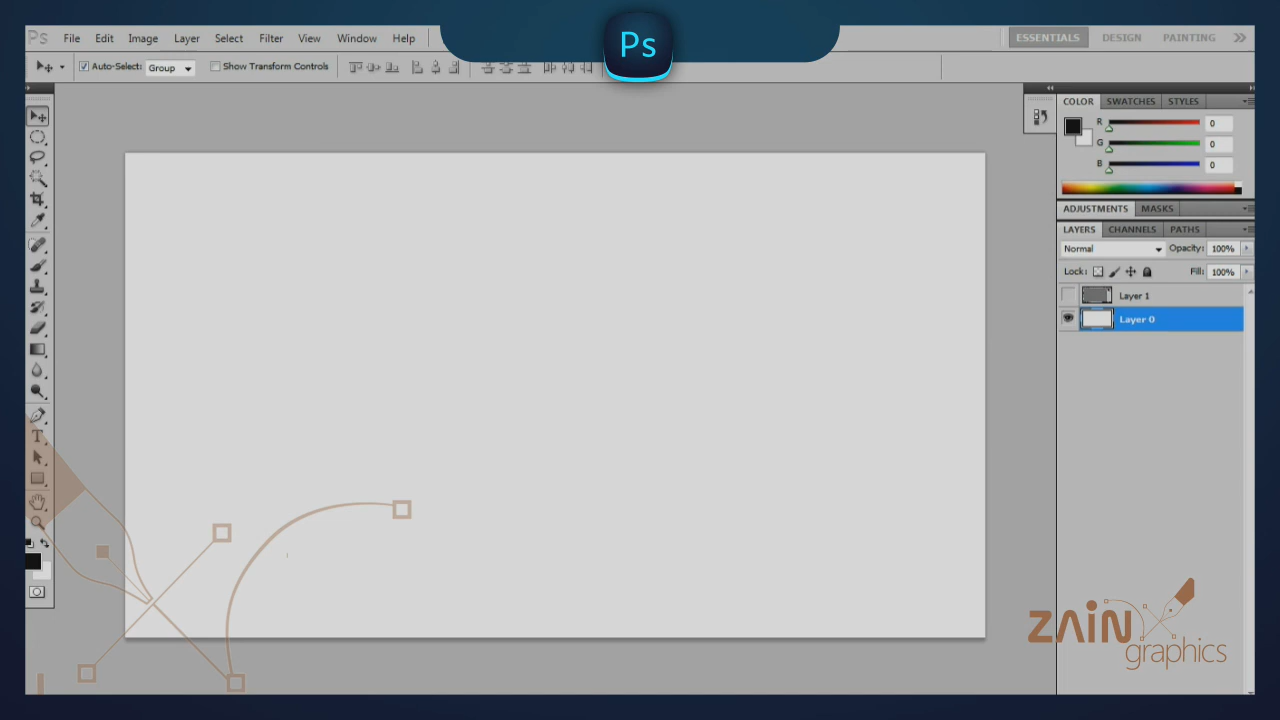 Ps File Edit Image Layer Select Filter View Window Help
Ps
ESSENTIALS DESIGN PAINTING
Auto-Select: Group Show Transform Controls
COLOR SWATCHES STYLES
R 0
G 0
B 0
ADJUSTMENTS MASKS
LAYERS CHANNELS PATHS
Normal Opacity: 100%
Lock: Fill: 100%
Layer 1
Layer 0
T
ZAIN
graphics